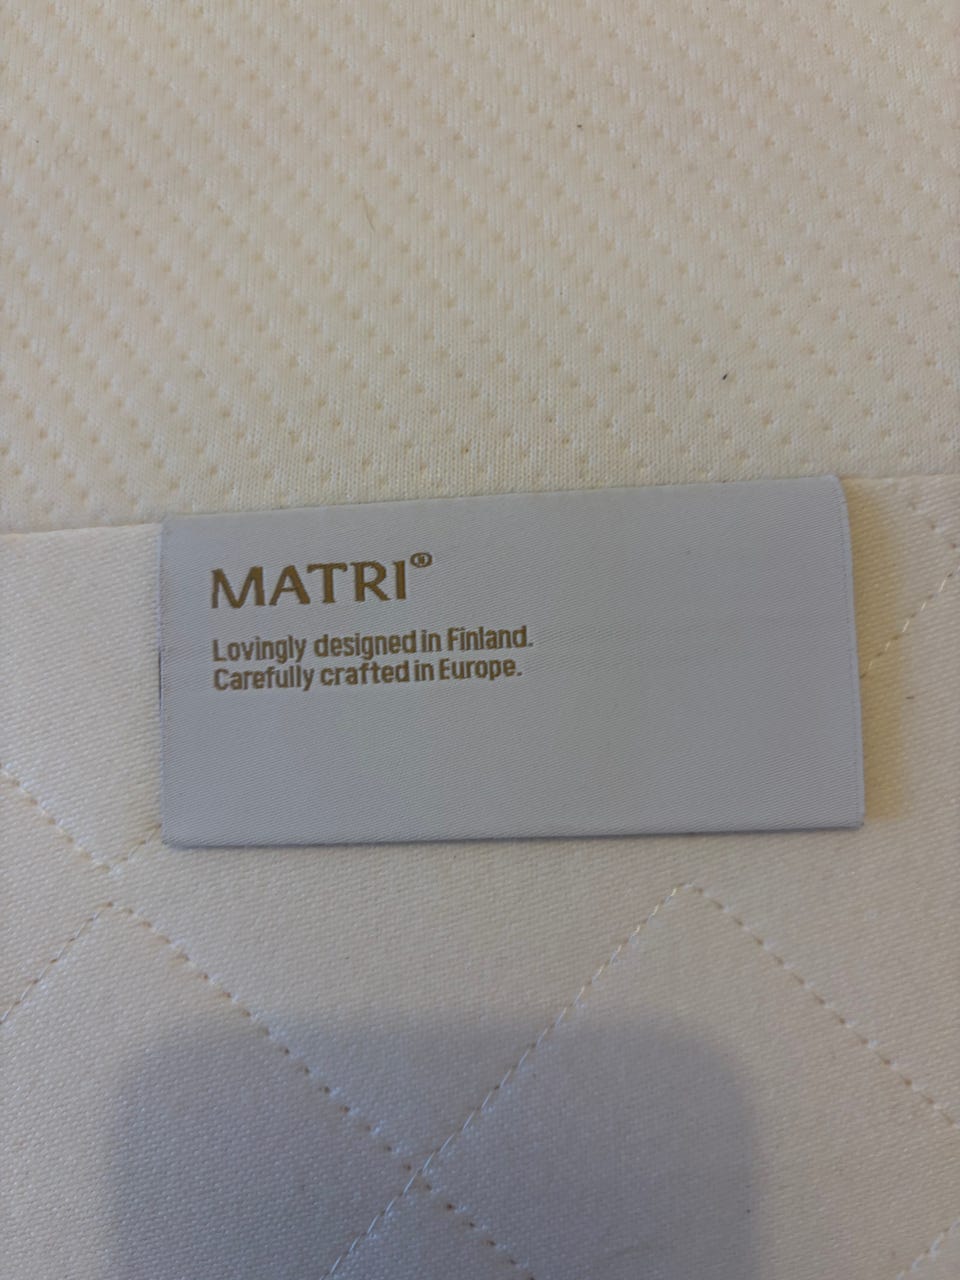 MATRI®
Lovingly designed in Finland.
Carefully crafted in Europe.